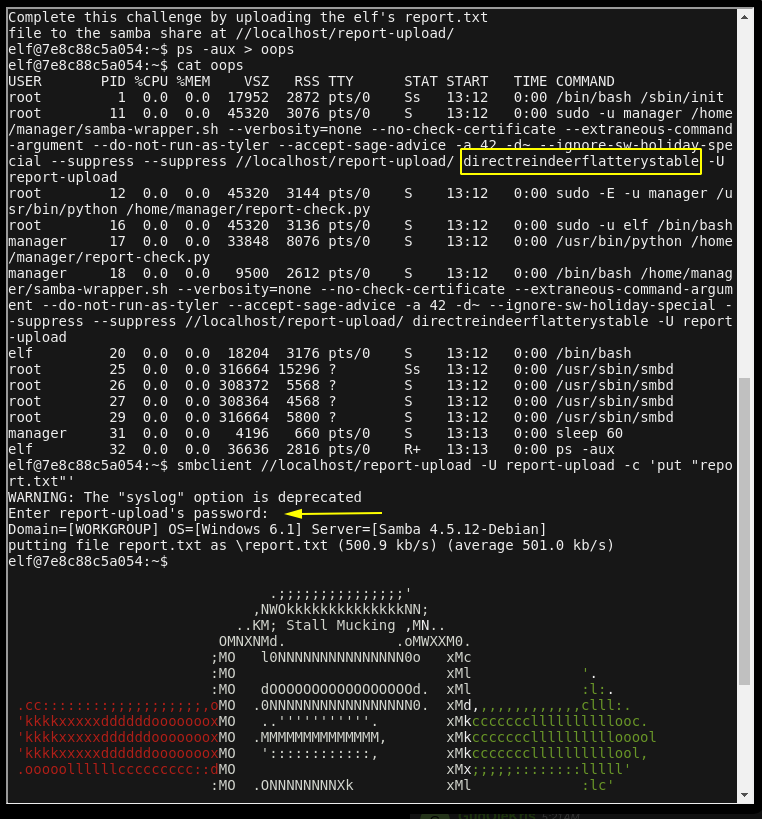 Complete this challenge by uploading the elf's report.txt
file to the samba share at //localhost/report-upload/
elf@7e8c88c5a054:~$ ps -aux > oops
elf@7e8c88c5a054:~$ cat oops
USER       PID %CPU %MEM    VSZ   RSS TTY      STAT START   TIME COMMAND
root         1  0.0  0.0  17952  2872 pts/0    Ss   13:12   0:00 /bin/bash /sbin/init
root        11  0.0  0.0  45320  3076 pts/0    S    13:12   0:00 sudo -u manager /home
/manager/samba-wrapper.sh --verbosity=none --no-check-certificate --extraneous-command
-argument --do-not-run-as-tyler --accept-sage-advice -a 42 -d~ --ignore-sw-holiday-spe
cial --suppress --suppress //localhost/report-upload/ directreindeerflatterystable -U
report-upload
root        12  0.0  0.0  45320  3144 pts/0    S    13:12   0:00 sudo -E -u manager /u
sr/bin/python /home/manager/report-check.py
root        16  0.0  0.0  45320  3136 pts/0    S    13:12   0:00 sudo -u elf /bin/bash
manager     17  0.0  0.0  33848  8076 pts/0    S    13:12   0:00 /usr/bin/python /home
/manager/report-check.py
manager     18  0.0  0.0   9500  2612 pts/0    S    13:12   0:00 /bin/bash /home/manag
er/samba-wrapper.sh --verbosity=none --no-check-certificate --extraneous-command-argum
ent --do-not-run-as-tyler --accept-sage-advice -a 42 -d~ --ignore-sw-holiday-special -
-suppress --suppress //localhost/report-upload/ directreindeerflatterystable -U report
-upload
elf         20  0.0  0.0  18204  3176 pts/0    S    13:12   0:00 /bin/bash
root        25  0.0  0.0 316664 15296 ?        Ss   13:12   0:00 /usr/sbin/smbd
root        26  0.0  0.0 308372  5568 ?        S    13:12   0:00 /usr/sbin/smbd
root        27  0.0  0.0 308364  4568 ?        S    13:12   0:00 /usr/sbin/smbd
root        29  0.0  0.0 316664  5800 ?        S    13:12   0:00 /usr/sbin/smbd
manager     31  0.0  0.0   4196   660 pts/0    S    13:13   0:00 sleep 60
elf         32  0.0  0.0  36636  2816 pts/0    R+   13:13   0:00 ps -aux
elf@7e8c88c5a054:~$ smbclient //localhost/report-upload -U report-upload -c 'put "repo
rt.txt"'
WARNING: The "syslog" option is deprecated
Enter report-upload's password:
Domain=[WORKGROUP] OS=[Windows 6.1] Server=[Samba 4.5.12-Debian]
putting file report.txt as \report.txt (500.9 kb/s) (average 501.0 kb/s)
elf@7e8c88c5a054:~$
.;;;;;;;;;;;;;;;'
,NWOkkkkkkkkkkkkkkNN;
..KM; Stall Mucking ,MN..
OMNXNMd.             .oMWXXM0.
;MO   l0NNNNNNNNNNNNNNN0o   xMc
:MO                         xMl             '.
:MO   dOOOOOOOOOOOOOOOOOd.  xMl             :l:.
.cc::::::::;;;;;;;;;;;,oMO  .0NNNNNNNNNNNNNNNNN0.  xMd,,,,,,,,,,,,,clll:.
'kkkkxxxxxddddddoooooooxMO   ..'''''''''''.        xMkcccccccllllllllllooc.
'kkkkxxxxxddddddoooooooxMO  .MMMMMMMMMMMMMM,       xMkcccccccllllllllllooool
'kkkkxxxxxddddddoooooooxMO   '::::::::::::,        xMkcccccccllllllllllool,
.ooooollllllccccccccc::dMO                         xMx;;;;;::::::::lllll'
:MO  .ONNNNNNNNXk           xMl             :lc'